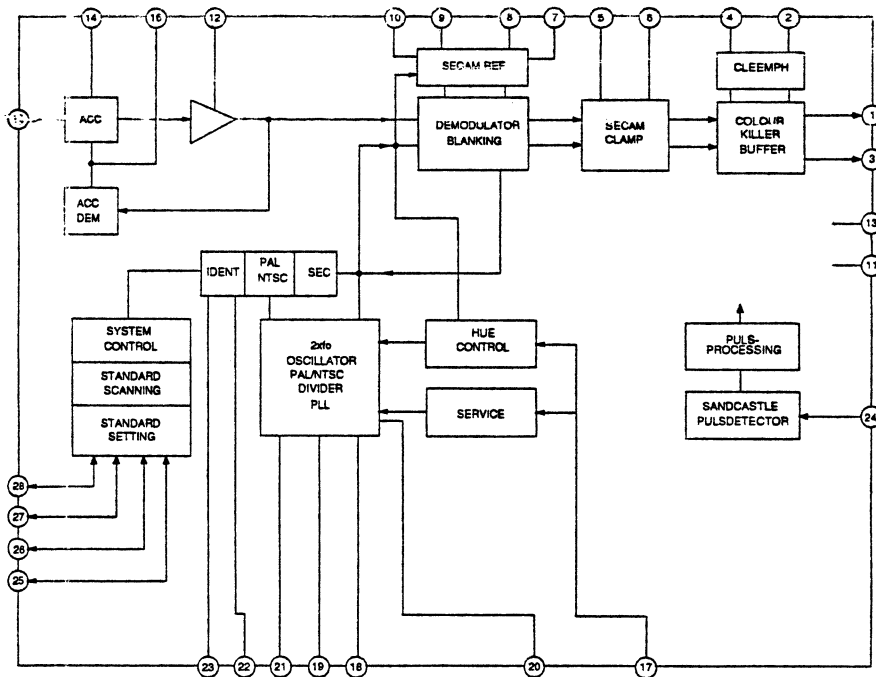 14
16
12
10
9
8
7
5
6
4
2
SECAM REF
CLEEMPH
ACC
DEMODULATOR
BLANKING
SECAM
CLAMP
COLOUR
KILLER
BUFFER
1
3
ACC
DEM
13
11
IDENT
PAL
NTSC
SEC
SYSTEM
CONTROL
STANDARD
SCANNING
STANDARD
SETTING
2xfo
OSCILLATOR
PAL/NTSC
DIVIDER
PLL
HUE
CONTROL
SERVICE
PULS-
PROCESSING
SANDCASTLE
PULSDETECTOR
24
28
27
26
25
23
22
21
19
18
20
17